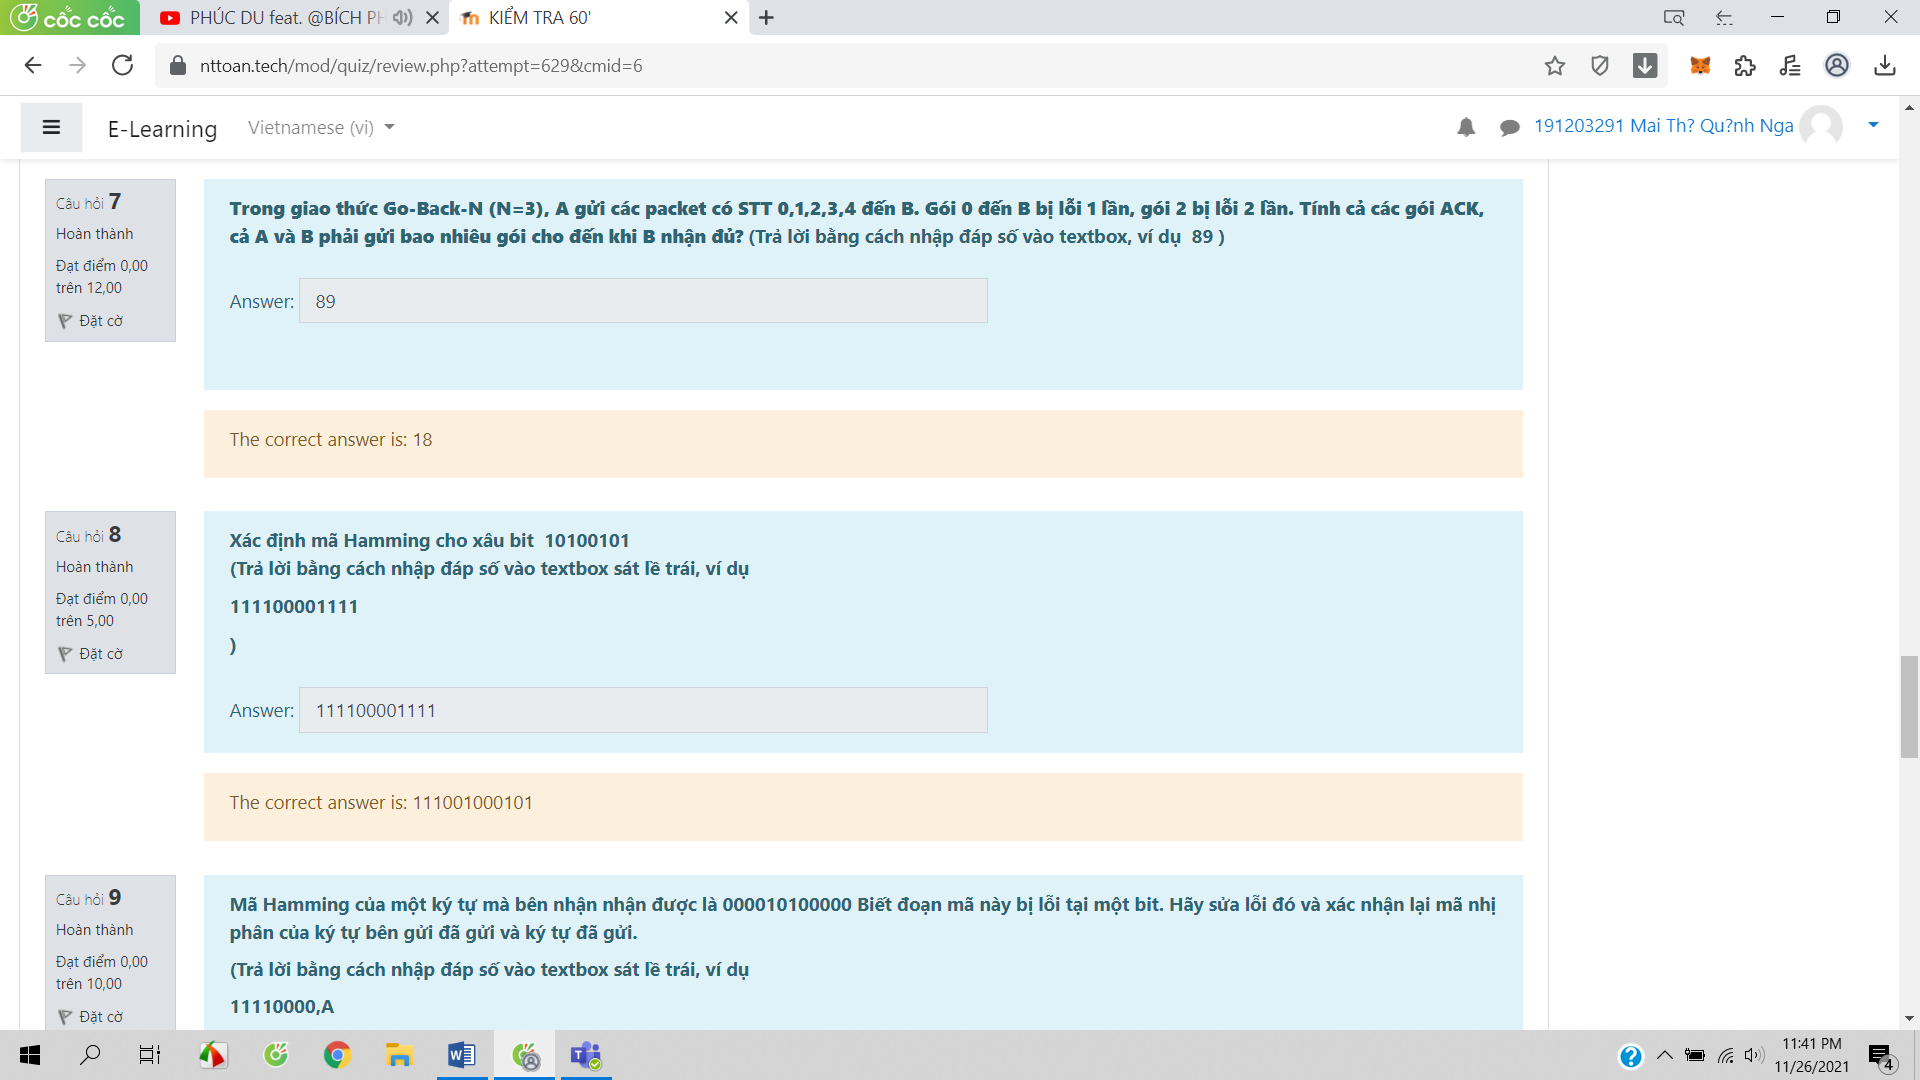 cốc cốc
PHÚC DU feat. @BÍCH PH
KIỂM TRA 60'
nttoan.tech/mod/quiz/review.php?attempt=629&cmid=6
E-Learning
Vietnamese (vi)
191203291 Mai Th? Qu?nh Nga
Câu hỏi 7
Hoàn thành
Đạt điểm 0,00
trên 12,00
Đặt cờ
Trong giao thức Go-Back-N (N=3), A gửi các packet có STT 0,1,2,3,4 đến B. Gói 0 đến B bị lỗi 1 lần, gói 2 bị lỗi 2 lần. Tính cả các gói ACK,
cả A và B phải gửi bao nhiêu gói cho đến khi B nhận đủ? (Trả lời bằng cách nhập đáp số vào textbox, ví dụ  89 )
Answer: 89
The correct answer is: 18
Câu hỏi 8
Hoàn thành
Đạt điểm 0,00
trên 5,00
Đặt cờ
Xác định mã Hamming cho xâu bit  10100101
(Trả lời bằng cách nhập đáp số vào textbox sát lề trái, ví dụ
111100001111
)
Answer: 111100001111
The correct answer is: 111001000101
Câu hỏi 9
Hoàn thành
Đạt điểm 0,00
trên 10,00
Đặt cờ
Mã Hamming của một ký tự mà bên nhận nhận được là 000010100000 Biết đoạn mã này bị lỗi tại một bit. Hãy sửa lỗi đó và xác nhận lại mã nhị
phân của ký tự bên gửi đã gửi và ký tự đã gửi.
(Trả lời bằng cách nhập đáp số vào textbox sát lề trái, ví dụ
11110000,A
11:41 PM
11/26/2021
4